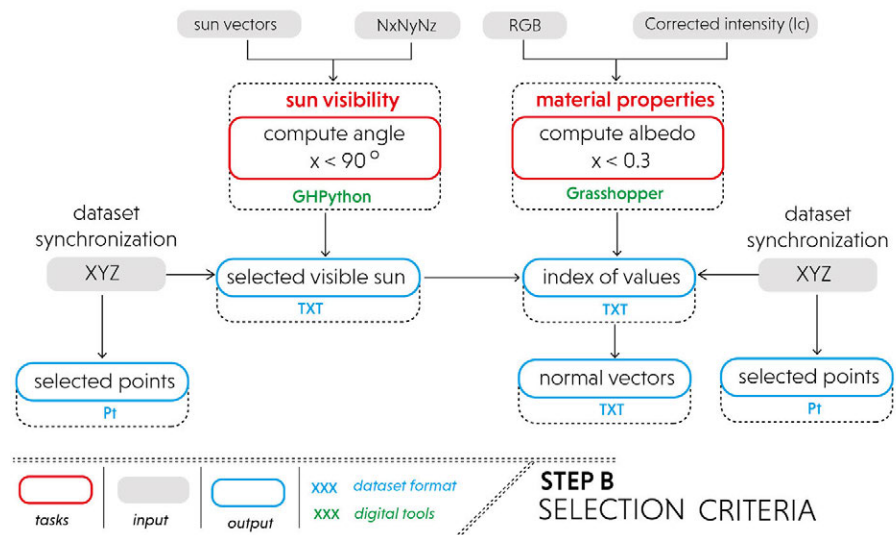 sun vectors
NxNyNz
RGB
Corrected intensity (Ic)
sun visibility
compute angle
x < 90 °
GHPython
material properties
compute albedo
x < 0.3
Grasshopper
dataset
synchronization
XYZ
selected visible sun
TXT
index of values
TXT
dataset
synchronization
XYZ
selected points
Pt
normal vectors
TXT
selected points
Pt
tasks
input
output
XXX dataset format
XXX digital tools
STEP B
SELECTION CRITERIA